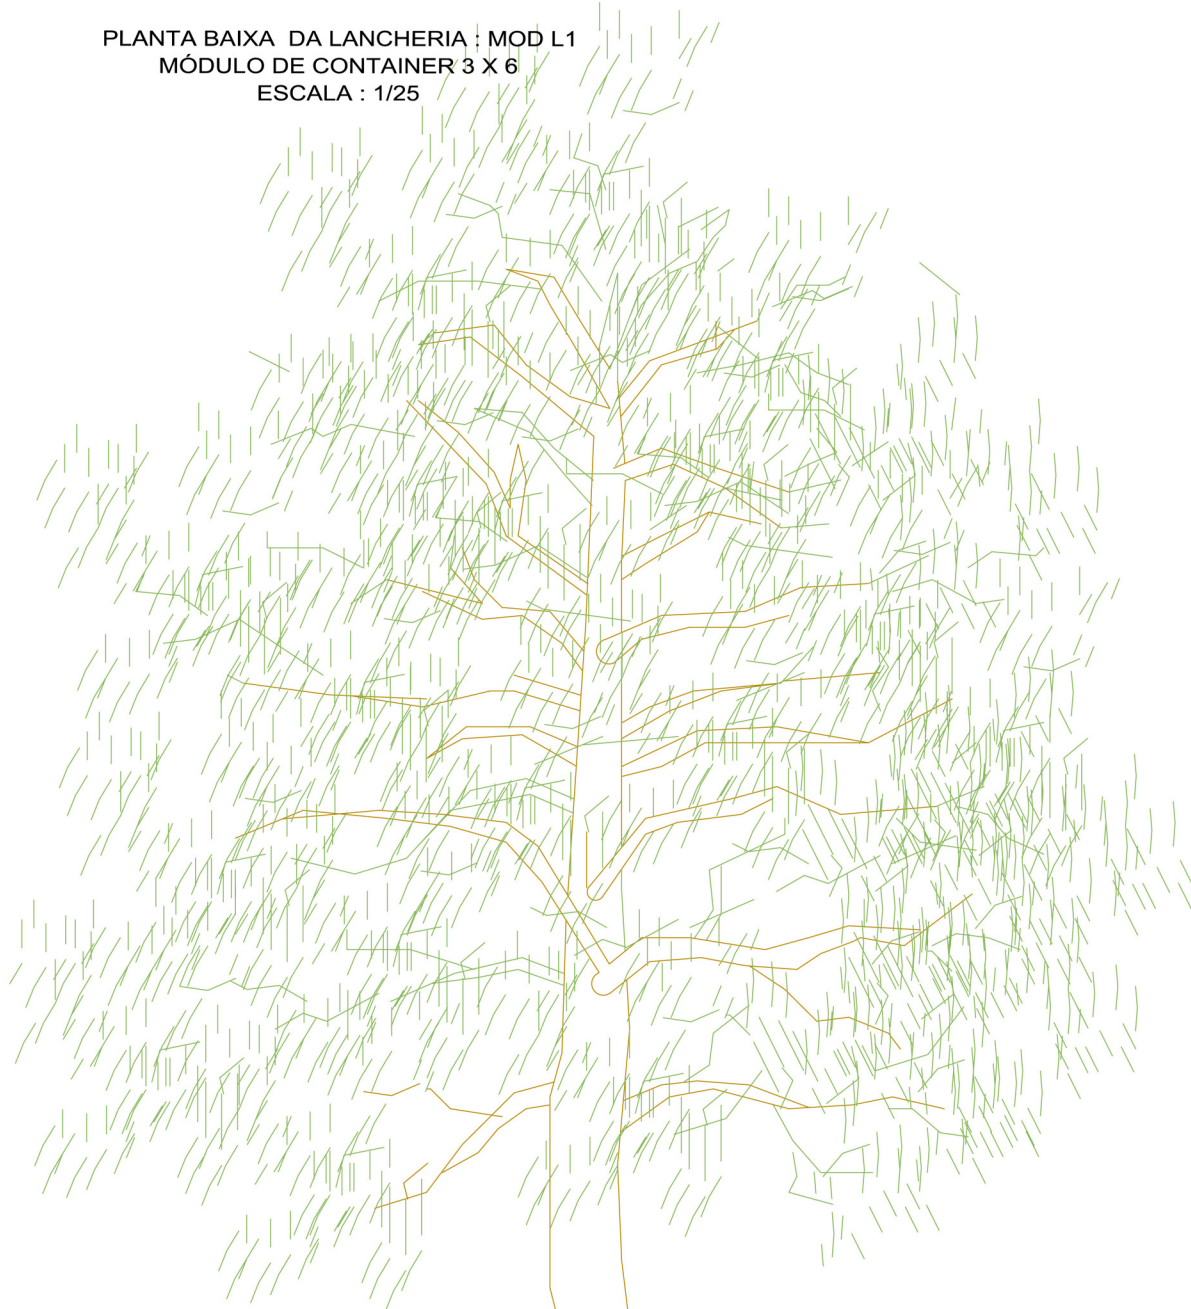 PLANTA BAIXA DA LANCHERIA : MOD L1
MÓDULO DE CONTAINER 3 X 6
ESCALA : 1/25